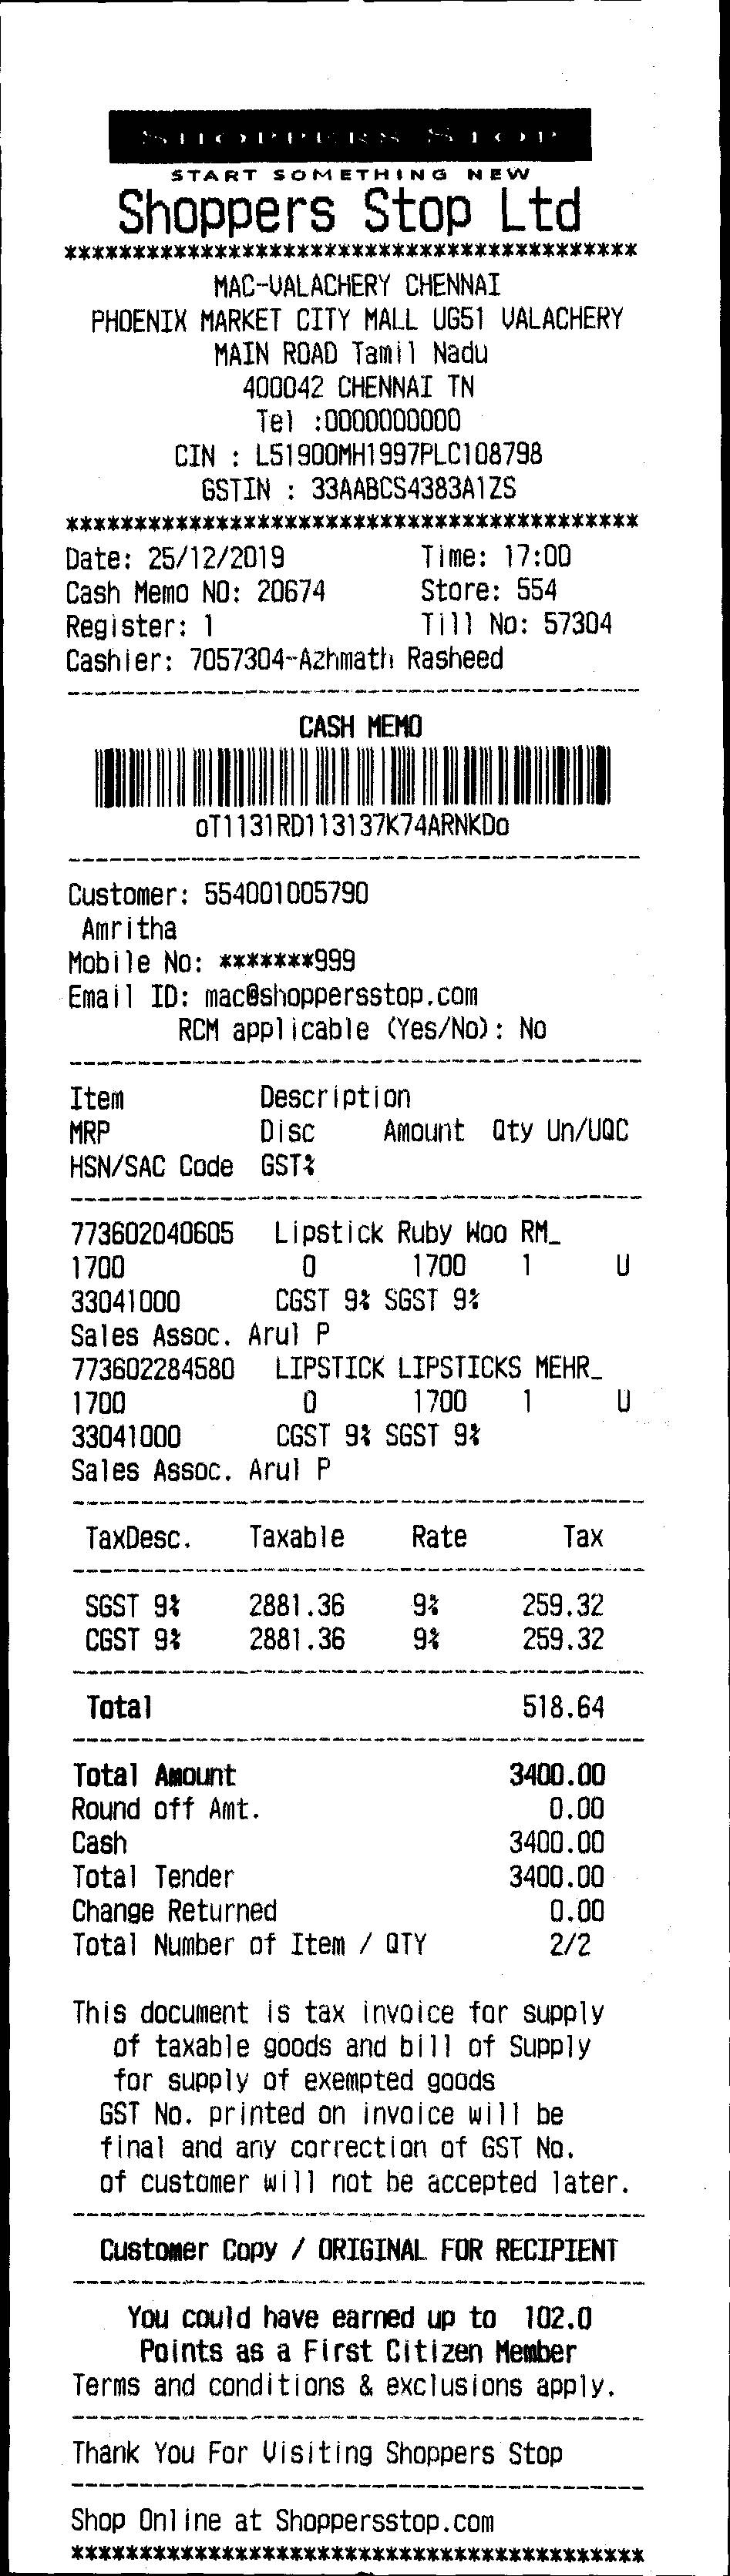 SHOPPERS STOP
START SOMETHING NEW
Shoppers Stop Ltd
******************************************
MAC-VALACHERY CHENNAI
PHOENIX MARKET CITY MALL UG51 VALACHERY
MAIN ROAD Tamil Nadu
400042 CHENNAI TN
Tel :0000000000
CIN : L51900MH1997PLC108798
GSTIN : 33AABCS4383A1ZS
******************************************
Date: 25/12/2019 Time: 17:00
Cash Memo NO: 20674 Store: 554
Register: 1 Till No: 57304
Cashier: 7057304-Azhmath Rasheed
CASH MEMO
oT1131RD113137K74ARNKDo
Customer: 554001005790
Amritha
Mobile No: *******999
Email ID: mac@shoppersstop.com
RCM applicable (Yes/No): No
Item Description
MRP Disc Amount Qty Un/UQC
HSN/SAC Code GST%
773602040605 Lipstick Ruby Woo RM_
1700 0 1700 1 U
33041000 CGST 9% SGST 9%
Sales Assoc. Arul P
773602284580 LIPSTICK LIPSTICKS MEHR_
1700 0 1700 1 U
33041000 CGST 9% SGST 9%
Sales Assoc. Arul P
TaxDesc. Taxable Rate Tax
SGST 9% 2881.36 9% 259.32
CGST 9% 2881.36 9% 259.32
Total 518.64
Total Amount 3400.00
Round off Amt. 0.00
Cash 3400.00
Total Tender 3400.00
Change Returned 0.00
Total Number of Item / QTY 2/2
This document is tax invoice for supply
of taxable goods and bill of Supply
for supply of exempted goods
GST No. printed on invoice will be
final and any correction of GST No.
of customer will not be accepted later.
Customer Copy / ORIGINAL FOR RECIPIENT
You could have earned up to 102.0
Points as a First Citizen Member
Terms and conditions & exclusions apply.
Thank You For Visiting Shoppers Stop
Shop Online at Shoppersstop.com
******************************************